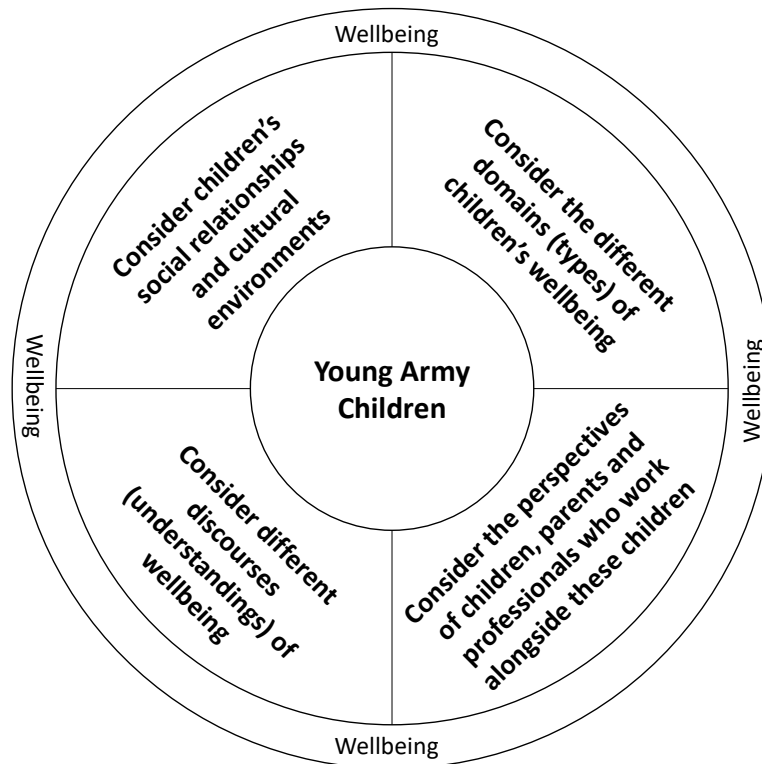 Wellbeing
Consider children’s
social relationships
and cultural
environments
Consider the different
domains (types) of
children’s wellbeing
Wellbeing
Young Army
Children
Wellbeing
Consider different
discourses
(understandings) of
wellbeing
Consider the perspectives
of children, parents and
professionals who work
alongside these children
Wellbeing